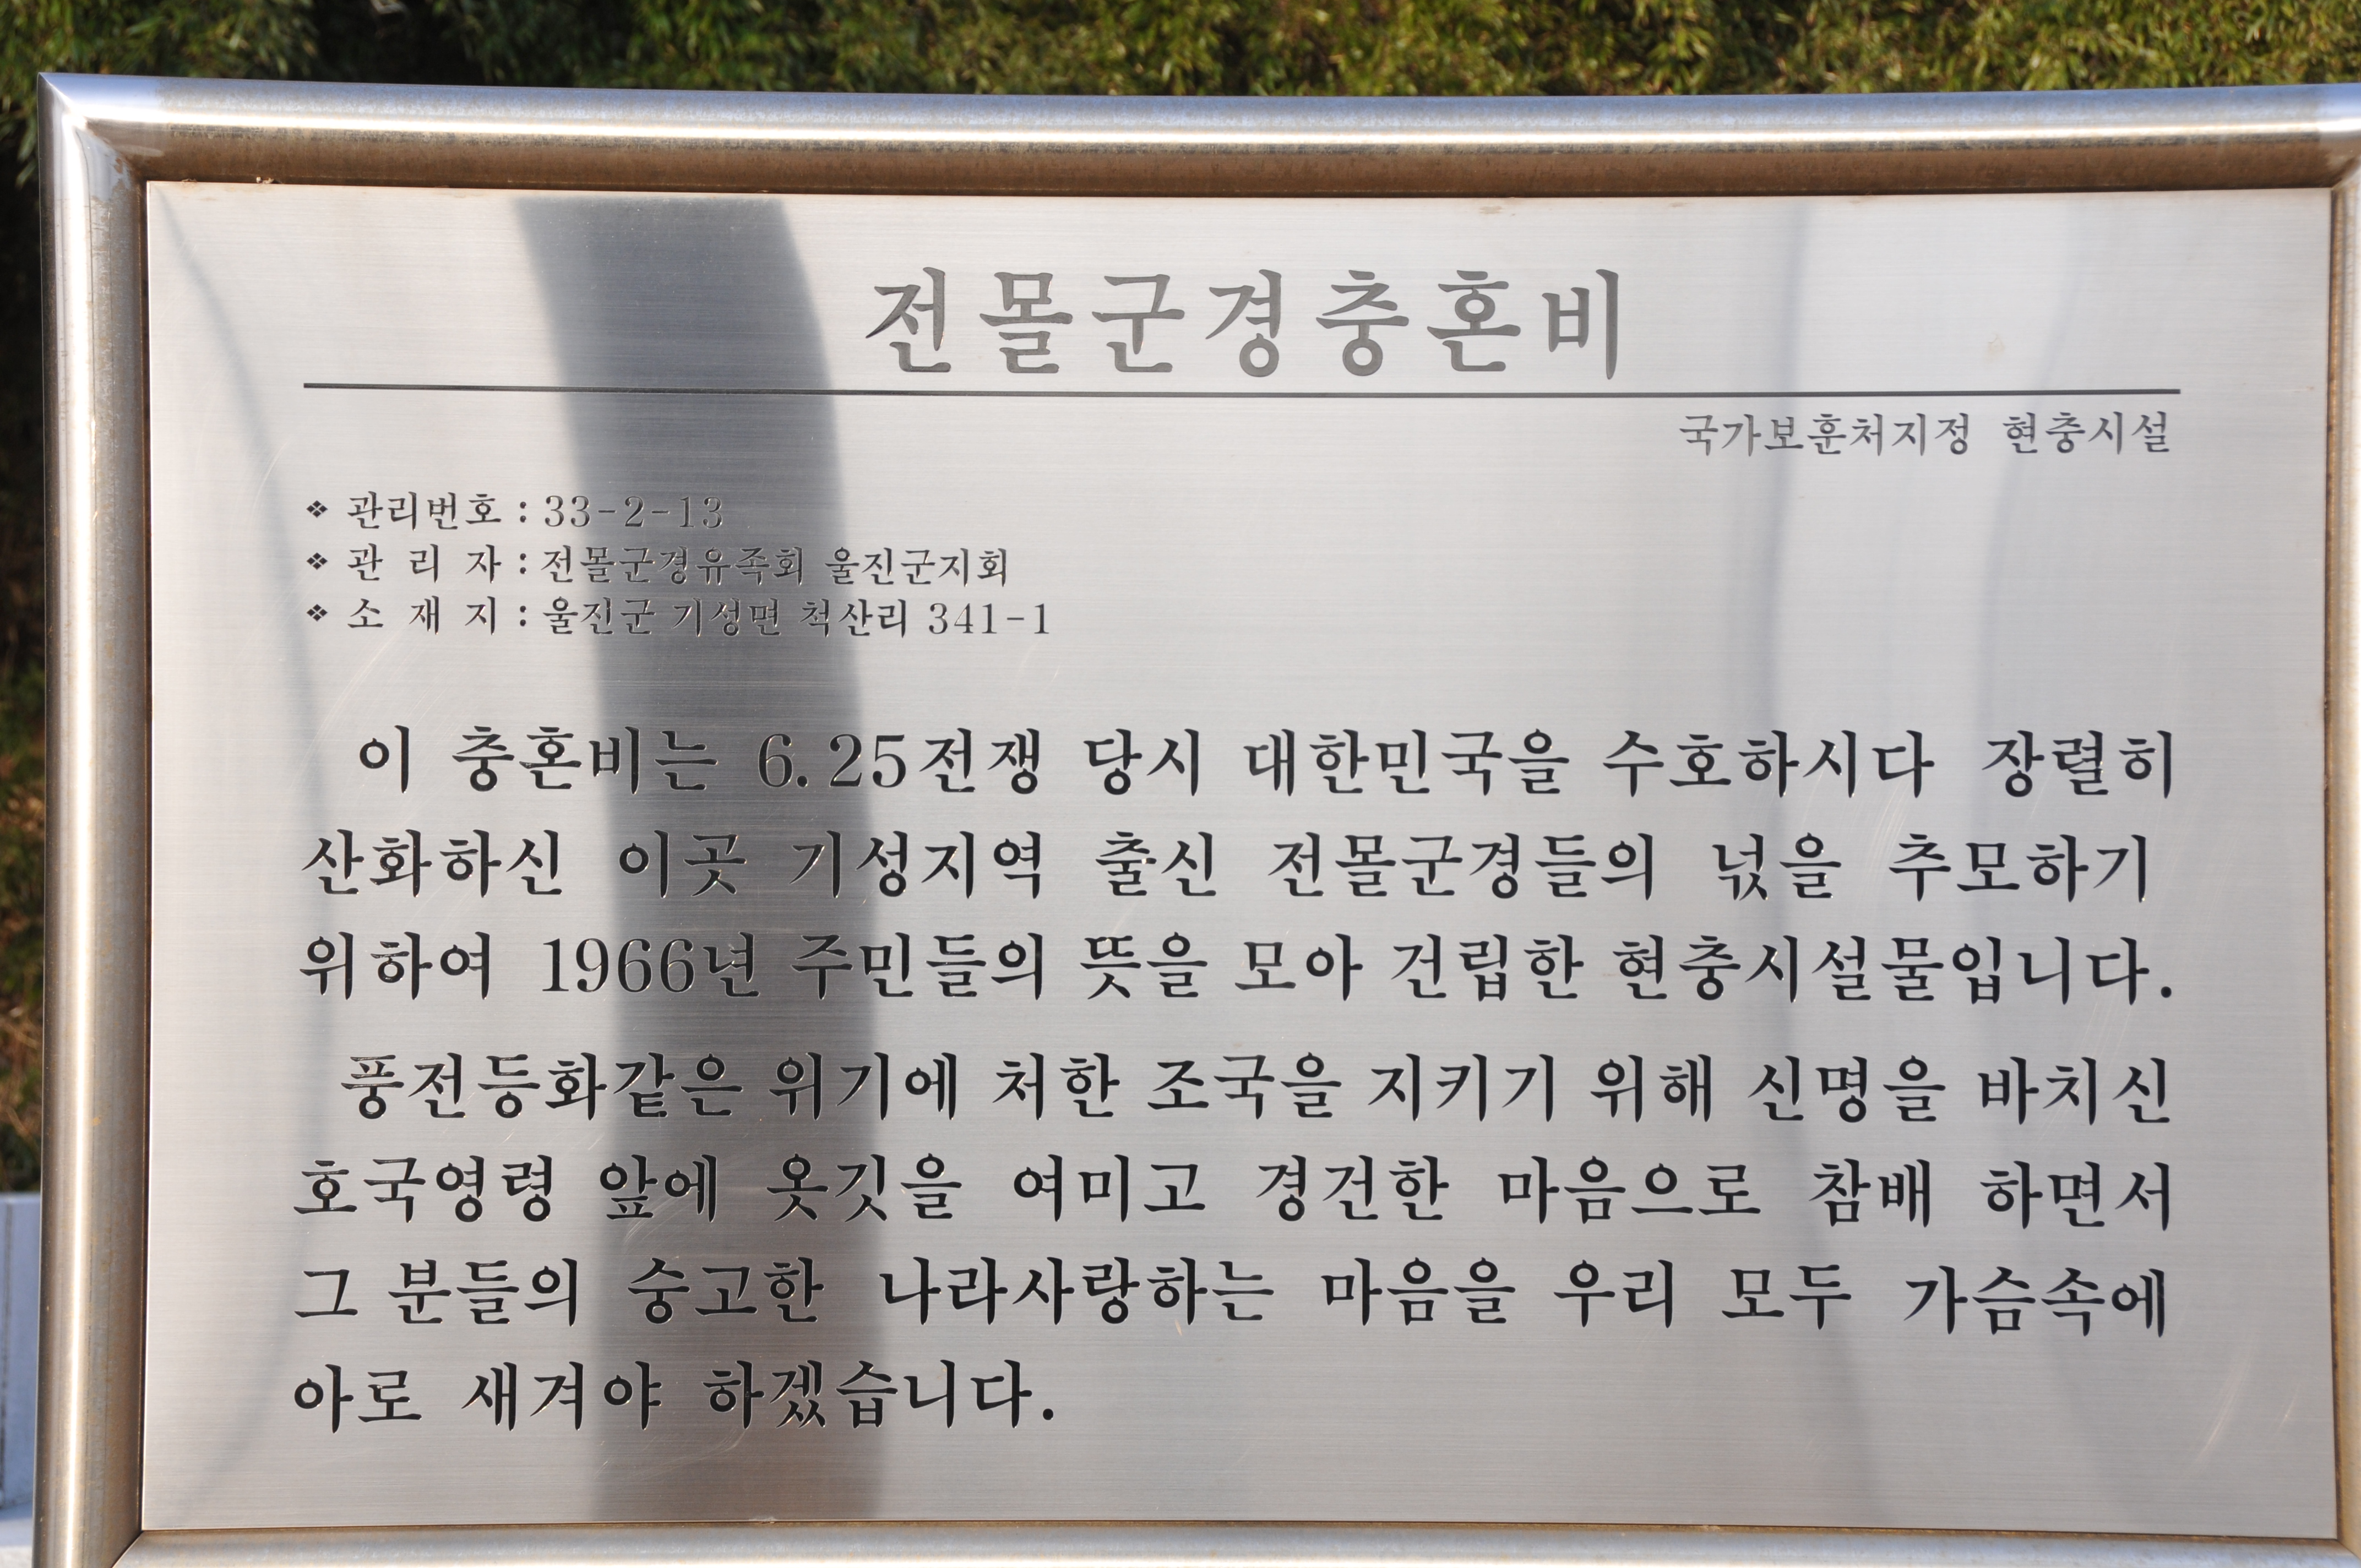 전몰군경충혼비
국가보훈처지정 현충시설
❖ 관리번호 : 33-2-13
❖ 관 리 자 : 전몰군경유족회 울진군지회
❖ 소 재 지 : 울진군 기성면 척산리 341-1
이 충혼비는 6.25전쟁 당시 대한민국을 수호하시다 장렬히
산화하신 이곳 기성지역 출신 전몰군경들의 넋을 추모하기
위하여 1966년 주민들의 뜻을 모아 건립한 현충시설물입니다.
풍전등화같은 위기에 처한 조국을 지키기 위해 신명을 바치신
호국영령 앞에 옷깃을 여미고 경건한 마음으로 참배 하면서
그 분들의 숭고한 나라사랑하는 마음을 우리 모두 가슴속에
아로 새겨야 하겠습니다.